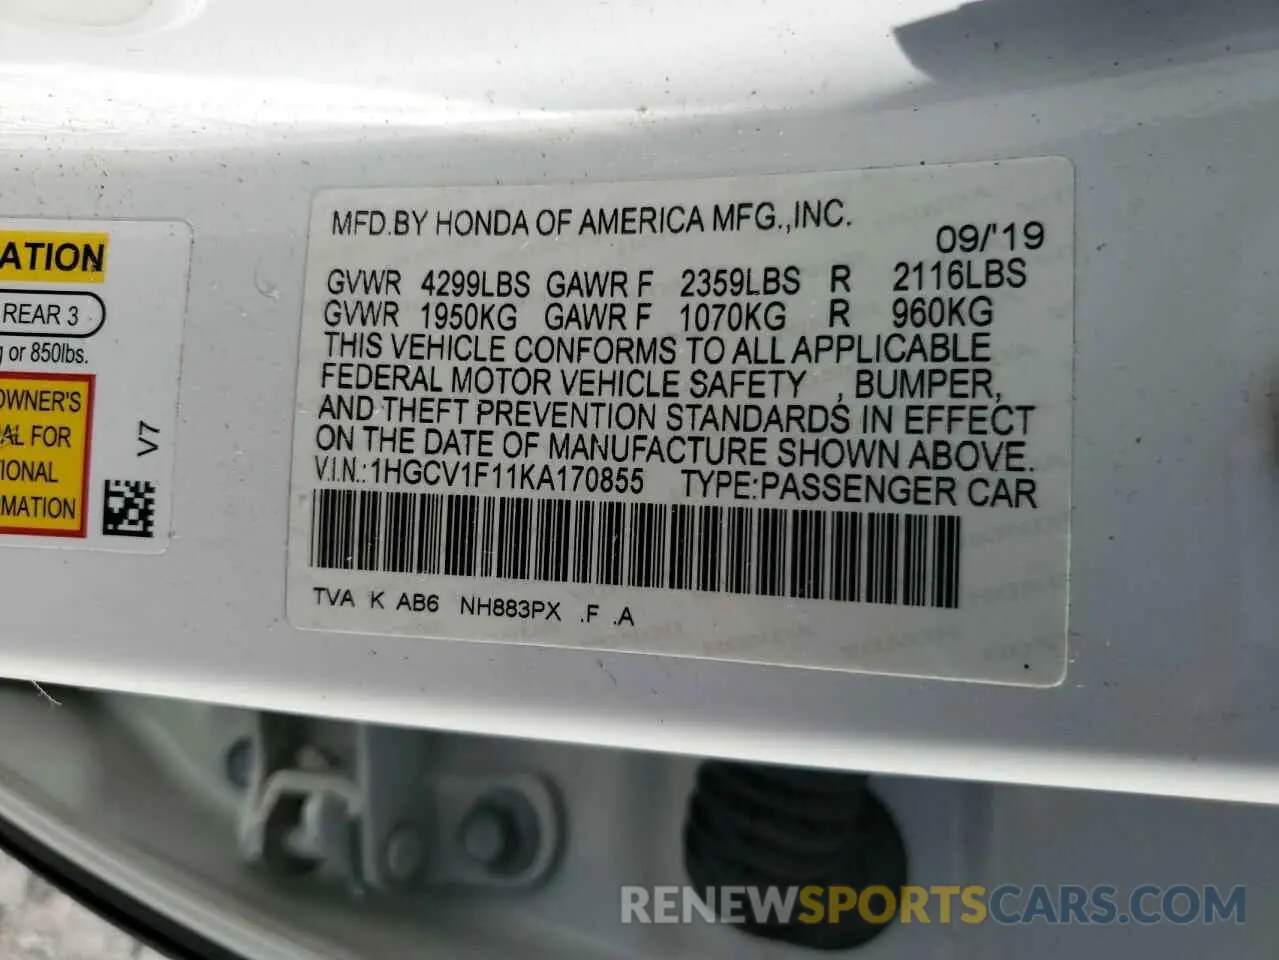 ATION
REAR 3
g or 850lbs.
OWNER'S
AL FOR
TIONAL
MATION
V7
MFD.BY HONDA OF AMERICA MFG.,INC.
09/'19
GVWR 4299LBS GAWR F 2359LBS R 2116LBS
GVWR 1950KG GAWR F 1070KG R 960KG
THIS VEHICLE CONFORMS TO ALL APPLICABLE
FEDERAL MOTOR VEHICLE SAFETY , BUMPER,
AND THEFT PREVENTION STANDARDS IN EFFECT
ON THE DATE OF MANUFACTURE SHOWN ABOVE.
V.I.N.:1HGCV1F11KA170855 TYPE:PASSENGER CAR
TVA K AB6 NH883PX .F .A
RENEWSPORTSCARS.COM